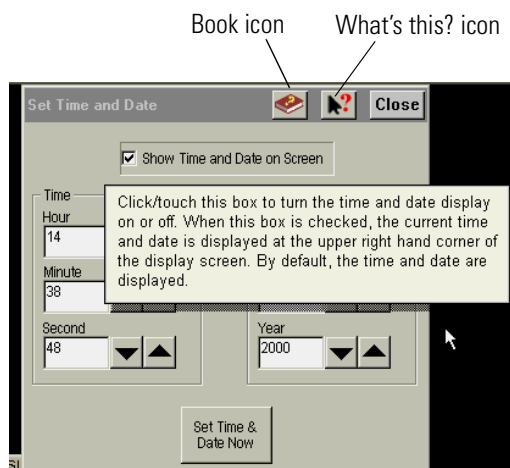 Book icon
What's this? icon
Set Time and Date
?
Close
Show Time and Date on Screen
Time
Hour
14
Click/touch this box to turn the time and date display
on or off. When this box is checked, the current time
and date is displayed at the upper right hand corner of
the display screen. By default, the time and date are
displayed.
Minute
38
Second
48
Year
2000
Set Time &
Date Now